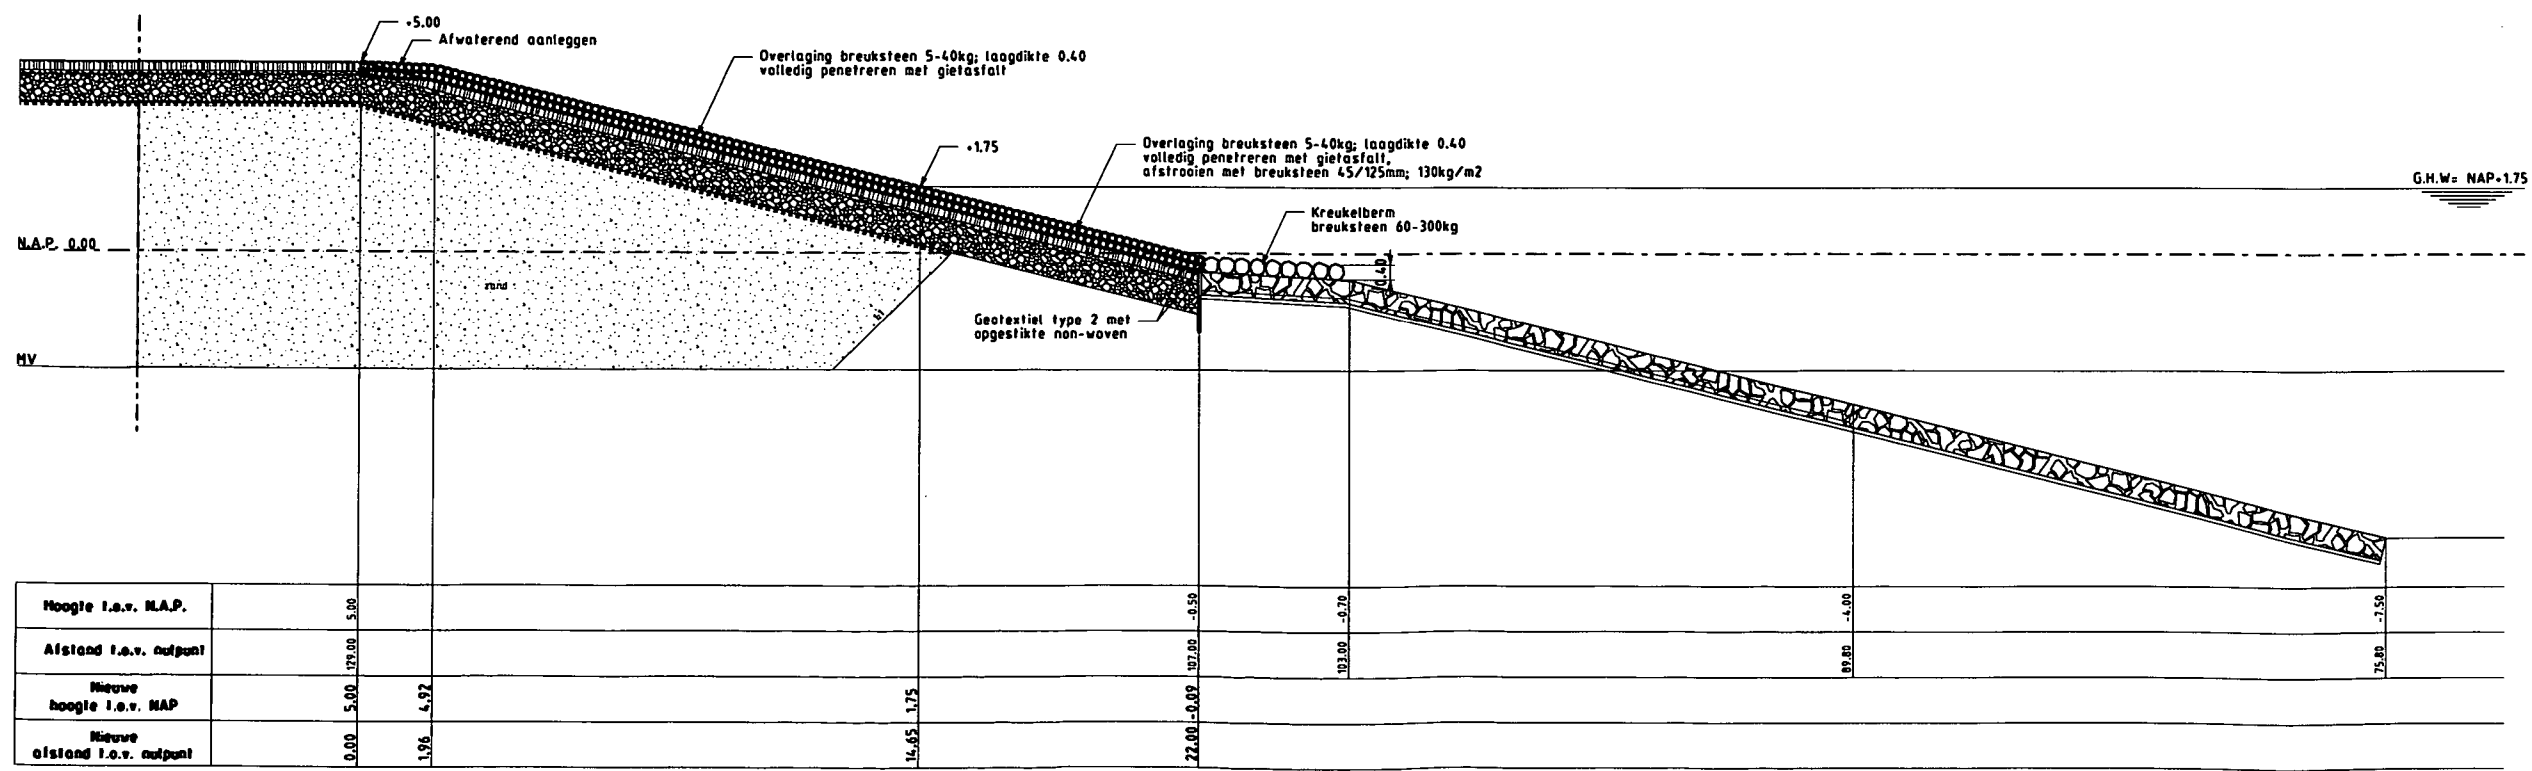 +5.00
Afwaterend aanleggen
Overlaging breuksteen 5-40kg; laagdikte 0.40
volledig penetreren met gietasfalt
+1.75
Overlaging breuksteen 5-40kg; laagdikte 0.40
volledig penetreren met gietasfalt,
afstrooien met breuksteen 45/125mm; 130kg/m2
G.H.W= NAP+1.75
Kreukelberm
breuksteen 60-300kg
N.A.P. 0.00
0.40
zand
Geotextiel type 2 met
opgestikte non-woven
MV
Hoogte t.o.v. N.A.P. 5.00 -0.50 -0.70 -4.00 -7.50
Afstand t.o.v. nulpunt 129.00 107.00 103.00 89.80 75.80
Nieuwe
hoogte t.o.v. NAP 5.00 4.92 1.75 -0.09
Nieuwe
afstand t.o.v. nulpunt 0.00 1.96 14.65 22.00